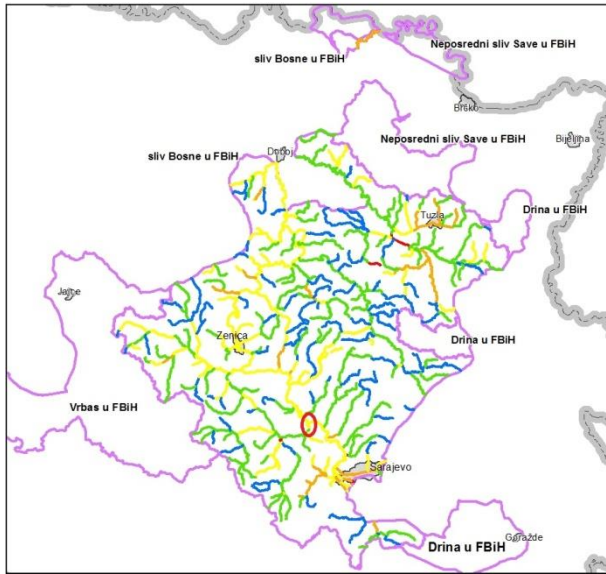 Neposredni sliv Save u FBiH
sliv Bosne u FBiH
Brčko
Neposredni sliv Save u FBiH
Bijeljina
sliv Bosne u FBiH
Doboj
Drina u FBiH
Tuzla
Jajce
Zenica
Drina u FBiH
Vrbas u FBiH
Sarajevo
Goražde
Drina u FBiH